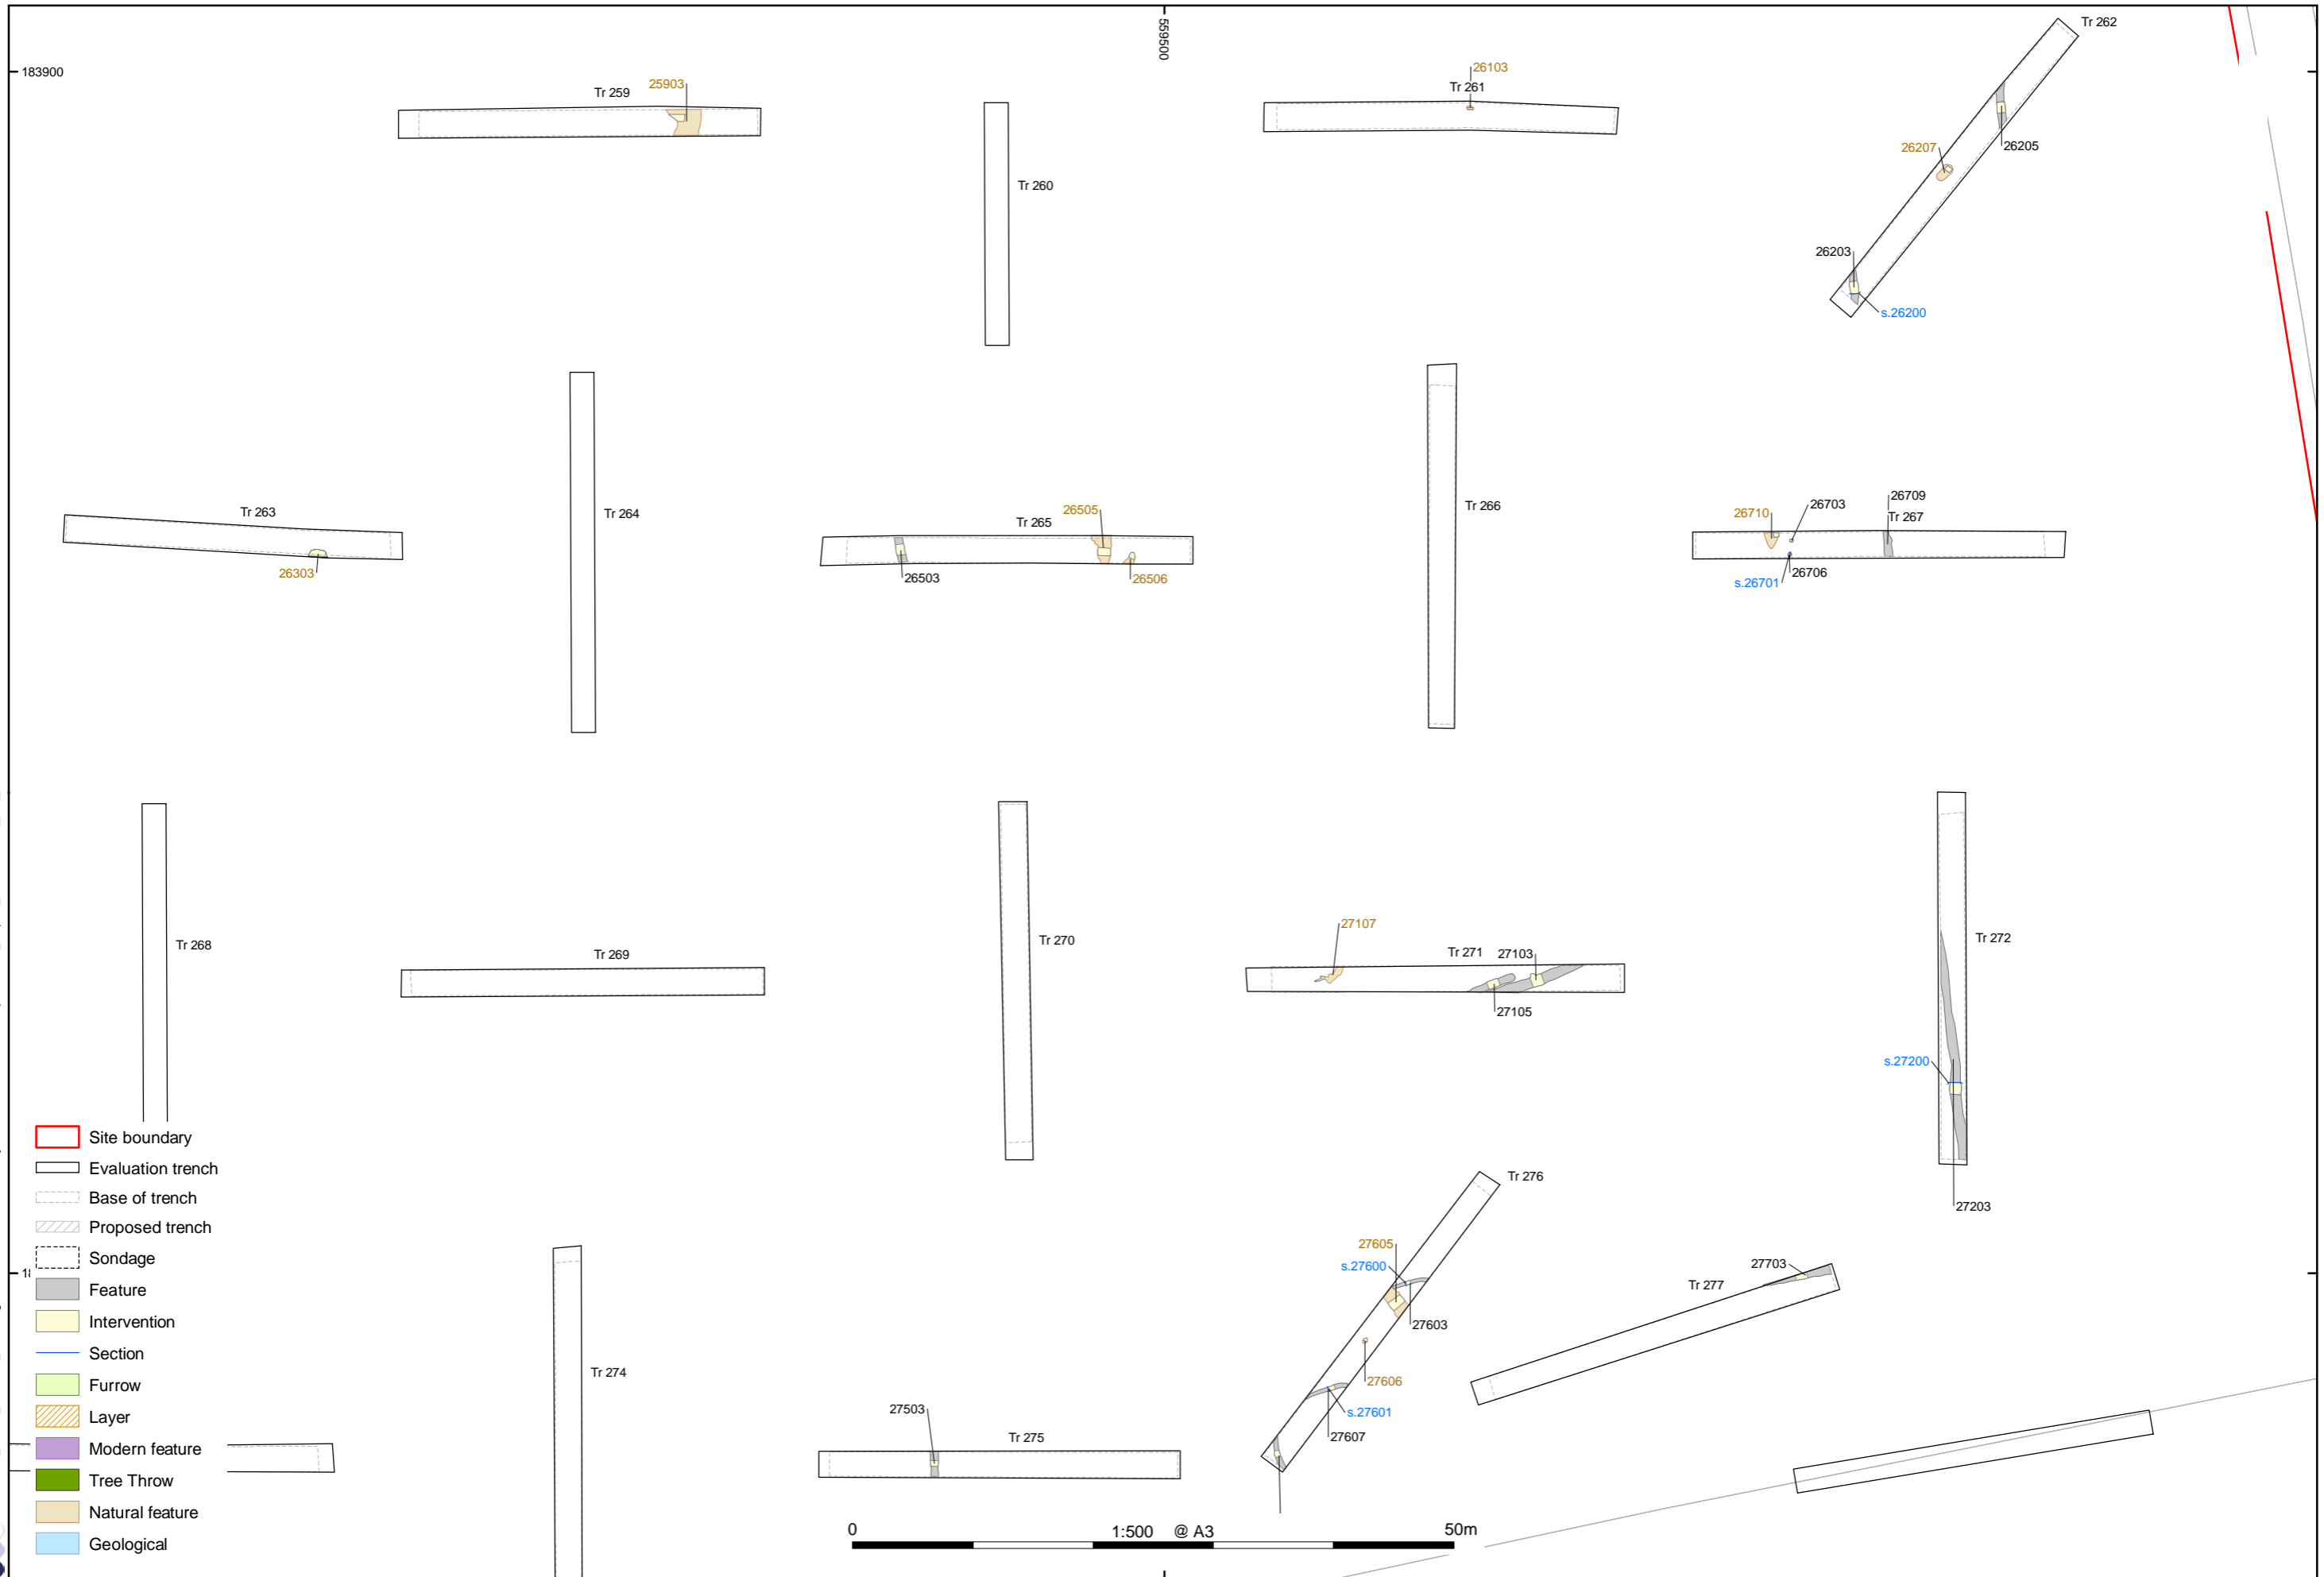 559500
Tr 262
183900
26103
25903
Tr 261
Tr 259
26207
26205
Tr 260
26203
s.26200
26709
26703
Tr 263
Tr 264
26505
Tr 265
Tr 266
26710
Tr 267
26303
26503
26506
26706
s.26701
27107
Tr 268
Tr 269
Tr 270
Tr 271
27103
Tr 272
27105
s.27200
27203
Site boundary
Evaluation trench
Base of trench
Proposed trench
Sondage
Feature
Intervention
Section
Furrow
Layer
Modern feature
Tree Throw
Natural feature
Geological
Tr 276
27605
s.27600
27703
Tr 277
27603
Tr 274
27606
27503
s.27601
Tr 275
27607
0 1:500 @ A3 50m